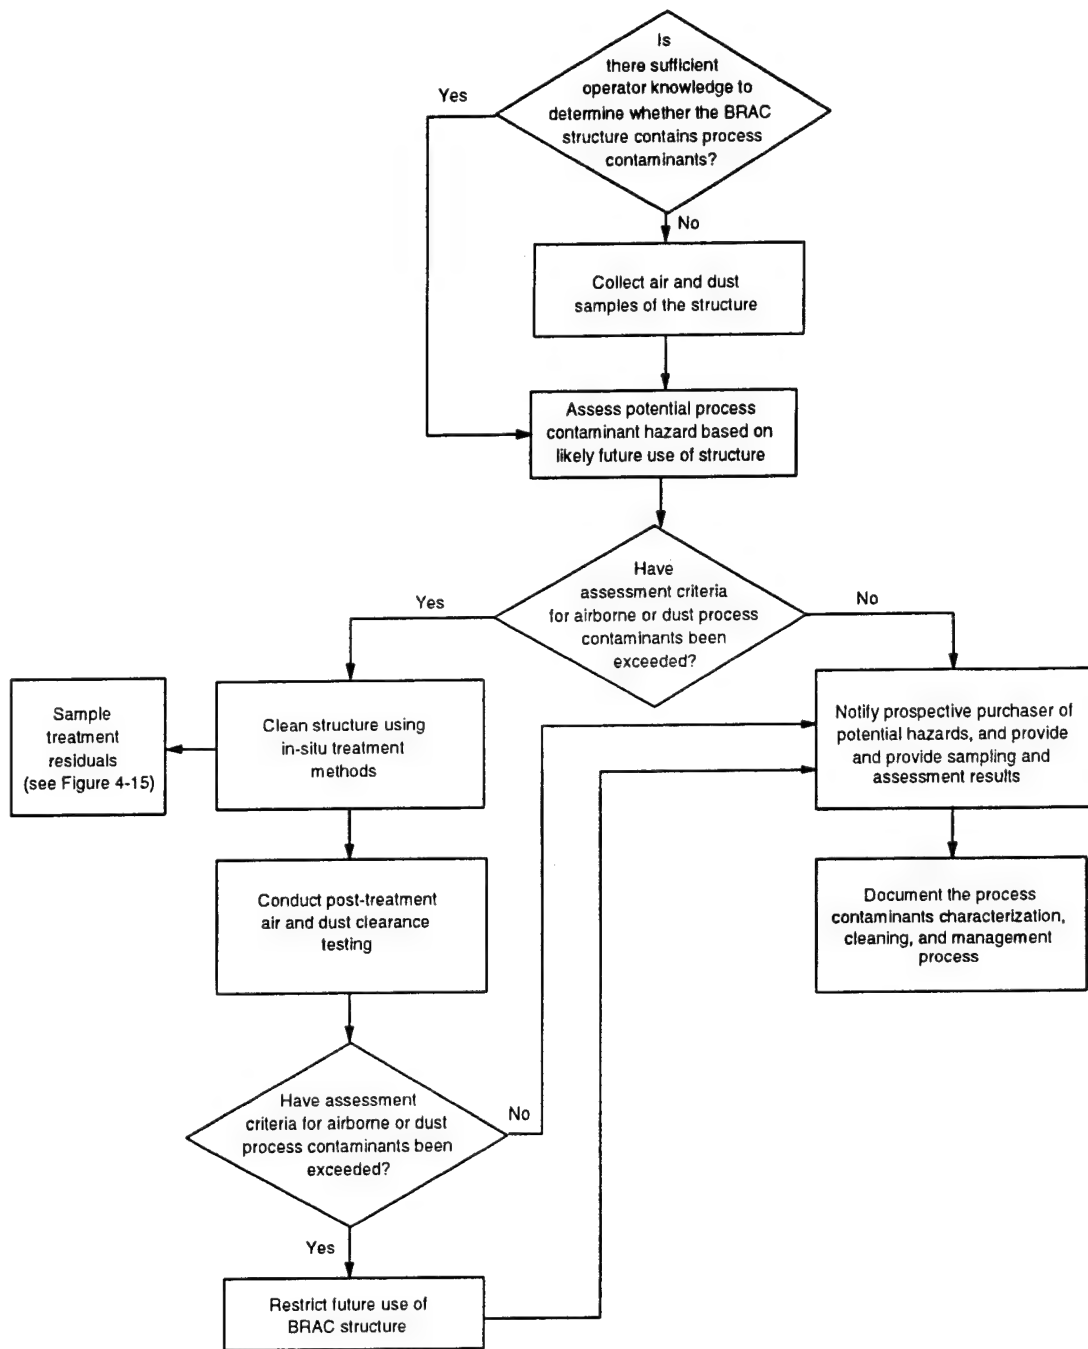 Is
there sufficient
operator knowledge to
determine whether the BRAC
structure contains process
contaminants?
Yes
No
Collect air and dust
samples of the structure
Assess potential process
contaminant hazard based on
likely future use of structure
Have
assessment criteria
for airborne or dust process
contaminants been
exceeded?
Yes
No
Sample
treatment
residuals
(see Figure 4-15)
Clean structure using
in-situ treatment
methods
Notify prospective purchaser
of potential hazards, and provide
and provide sampling and
assessment results
Conduct post-treatment
air and dust clearance
testing
Document the process
contaminants characterization,
cleaning, and management
process
Have assessment
criteria for airborne or dust
process contaminants been
exceeded?
No
Yes
Restrict future use of
BRAC structure